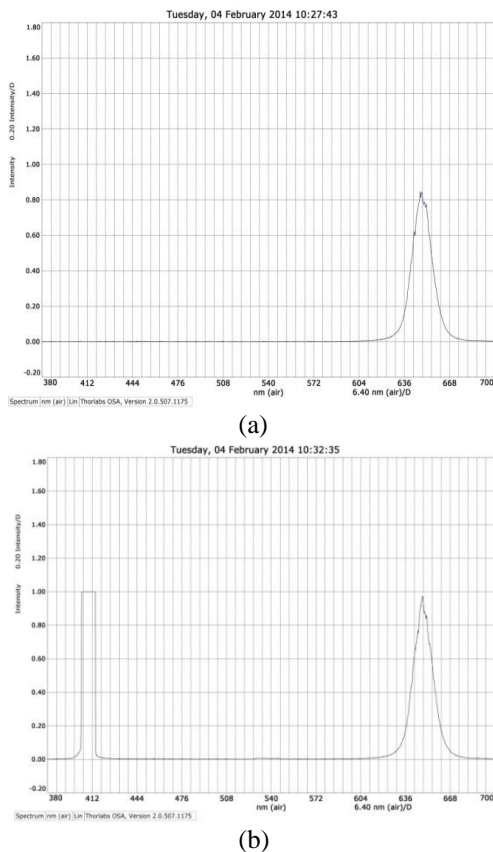 Tuesday, 04 February 2014 10:27:43
1.80
1.60
0.20 Intensity/D
1.40
1.20
1.00
Intensity
0.80
0.60
0.40
0.20
0.00
-0.20
380 412 444 476 508 540 572 604 636 668 700
nm (air) 6.40 nm (air)/D
Spectrum nm (air) Lin Thorlabs OSA, Version 2.0.507.1175
(a)
Tuesday, 04 February 2014 10:32:35
1.80
1.60
0.20 Intensity/D
1.40
1.20
1.00
Intensity
0.80
0.60
0.40
0.20
0.00
-0.20
380 412 444 476 508 540 572 604 636 668 700
nm (air) 6.40 nm (air)/D
Spectrum nm (air) Lin Thorlabs OSA, Version 2.0.507.1175
(b)